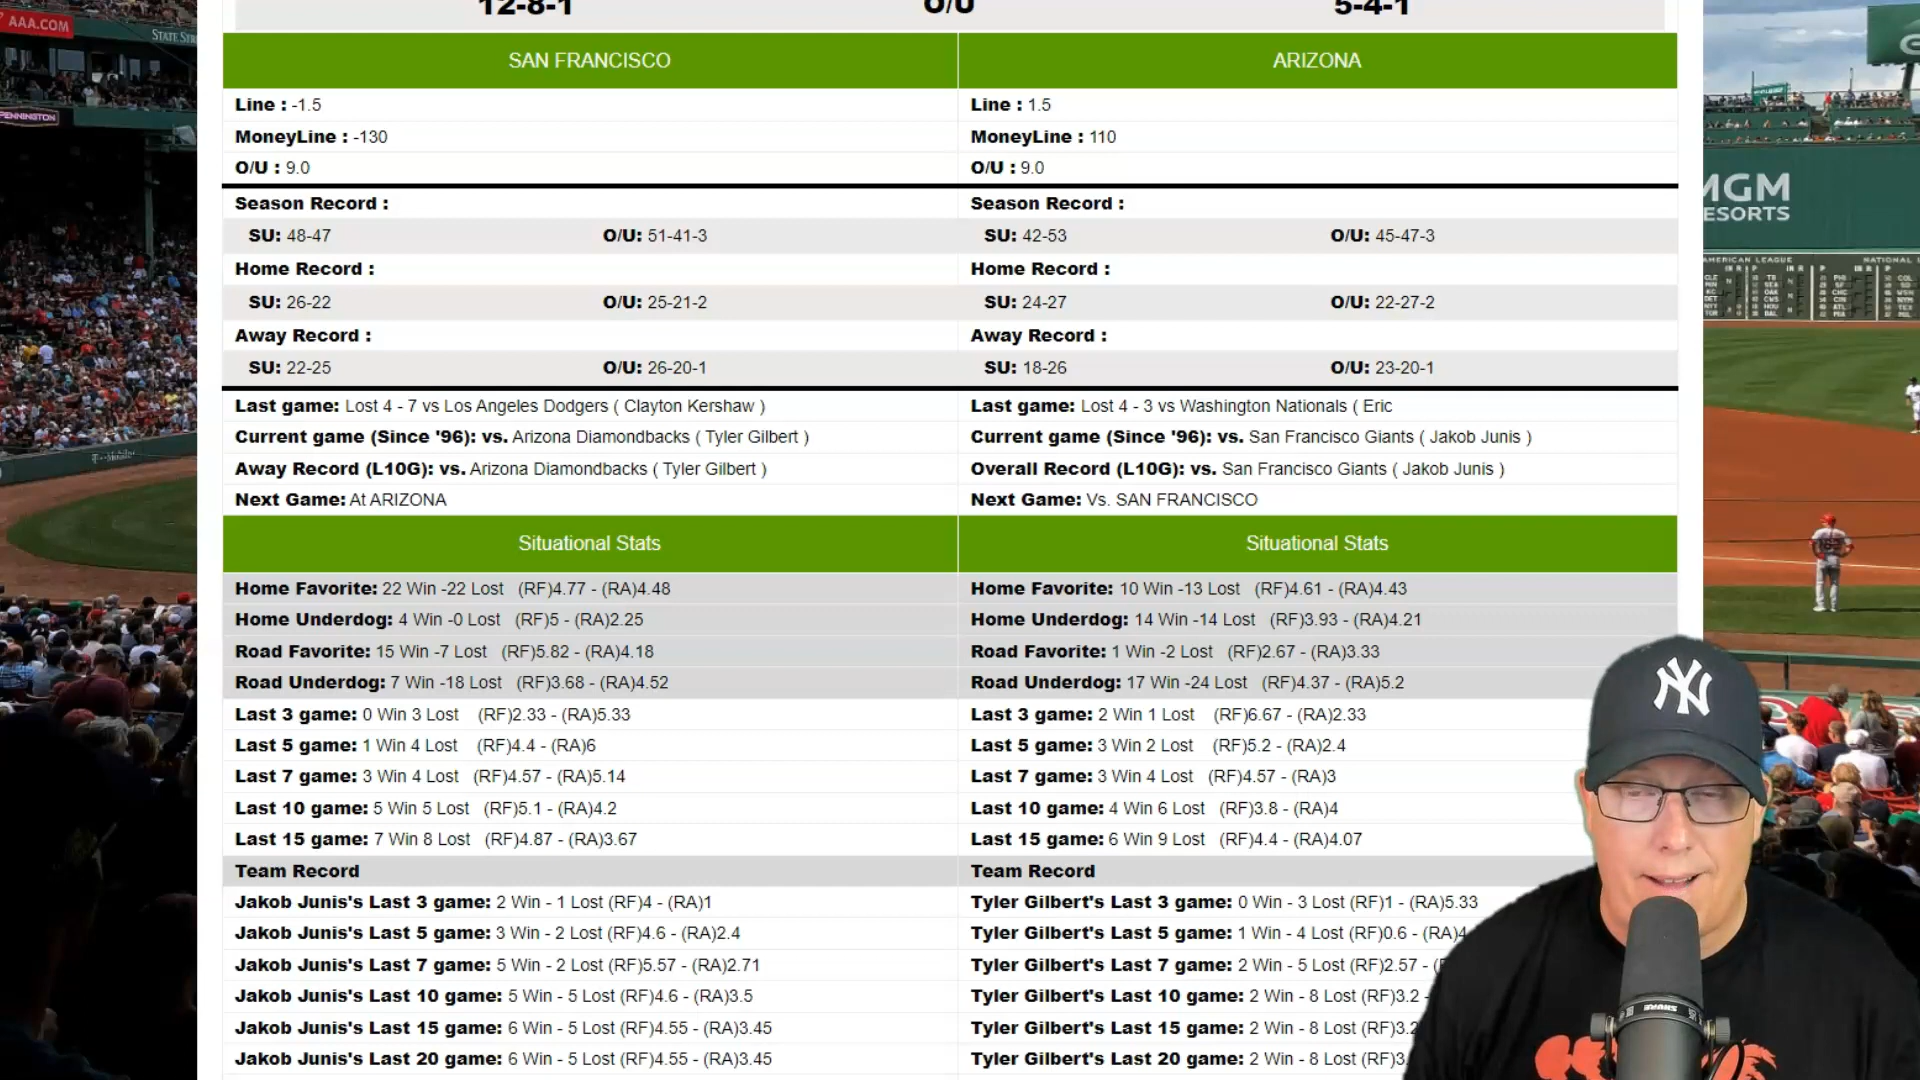 12-8-1 O/U 5-4-1
AAA.COM
STATE STR
SAN FRANCISCO ARIZONA
Line : -1.5 Line : 1.5
PENNINGTON
MoneyLine : -130 MoneyLine : 110
O/U : 9.0 O/U : 9.0
MGM
RESORTS
Season Record : Season Record :
SU: 48-47 O/U: 51-41-3 SU: 42-53 O/U: 45-47-3
AMERICAN LEAGUE NATIONAL L
Home Record : Home Record :
SU: 26-22 O/U: 25-21-2 SU: 24-27 O/U: 22-27-2
Away Record : Away Record :
SU: 22-25 O/U: 26-20-1 SU: 18-26 O/U: 23-20-1
Last game: Lost 4 - 7 vs Los Angeles Dodgers ( Clayton Kershaw ) Last game: Lost 4 - 3 vs Washington Nationals ( Eric
Current game (Since '96): vs. Arizona Diamondbacks ( Tyler Gilbert ) Current game (Since '96): vs. San Francisco Giants ( Jakob Junis )
Away Record (L10G): vs. Arizona Diamondbacks ( Tyler Gilbert ) Overall Record (L10G): vs. San Francisco Giants ( Jakob Junis )
Next Game: At ARIZONA Next Game: Vs. SAN FRANCISCO
Situational Stats Situational Stats
Home Favorite: 22 Win -22 Lost (RF)4.77 - (RA)4.48 Home Favorite: 10 Win -13 Lost (RF)4.61 - (RA)4.43
Home Underdog: 4 Win -0 Lost (RF)5 - (RA)2.25 Home Underdog: 14 Win -14 Lost (RF)3.93 - (RA)4.21
Road Favorite: 15 Win -7 Lost (RF)5.82 - (RA)4.18 Road Favorite: 1 Win -2 Lost (RF)2.67 - (RA)3.33
Road Underdog: 7 Win -18 Lost (RF)3.68 - (RA)4.52 Road Underdog: 17 Win -24 Lost (RF)4.37 - (RA)5.2
Last 3 game: 0 Win 3 Lost (RF)2.33 - (RA)5.33 Last 3 game: 2 Win 1 Lost (RF)6.67 - (RA)2.33
Last 5 game: 1 Win 4 Lost (RF)4.4 - (RA)6 Last 5 game: 3 Win 2 Lost (RF)5.2 - (RA)2.4
Last 7 game: 3 Win 4 Lost (RF)4.57 - (RA)5.14 Last 7 game: 3 Win 4 Lost (RF)4.57 - (RA)3
Last 10 game: 5 Win 5 Lost (RF)5.1 - (RA)4.2 Last 10 game: 4 Win 6 Lost (RF)3.8 - (RA)4
Last 15 game: 7 Win 8 Lost (RF)4.87 - (RA)3.67 Last 15 game: 6 Win 9 Lost (RF)4.4 - (RA)4.07
Team Record Team Record
Jakob Junis's Last 3 game: 2 Win - 1 Lost (RF)4 - (RA)1 Tyler Gilbert's Last 3 game: 0 Win - 3 Lost (RF)1 - (RA)5.33
Jakob Junis's Last 5 game: 3 Win - 2 Lost (RF)4.6 - (RA)2.4 Tyler Gilbert's Last 5 game: 1 Win - 4 Lost (RF)0.6 - (RA)4
Jakob Junis's Last 7 game: 5 Win - 2 Lost (RF)5.57 - (RA)2.71 Tyler Gilbert's Last 7 game: 2 Win - 5 Lost (RF)2.57 - (
Jakob Junis's Last 10 game: 5 Win - 5 Lost (RF)4.6 - (RA)3.5 Tyler Gilbert's Last 10 game: 2 Win - 8 Lost (RF)3.2 -
Jakob Junis's Last 15 game: 6 Win - 5 Lost (RF)4.55 - (RA)3.45 Tyler Gilbert's Last 15 game: 2 Win - 8 Lost (RF)3.2
Jakob Junis's Last 20 game: 6 Win - 5 Lost (RF)4.55 - (RA)3.45 Tyler Gilbert's Last 20 game: 2 Win - 8 Lost (RF)3.
NY
SHURE